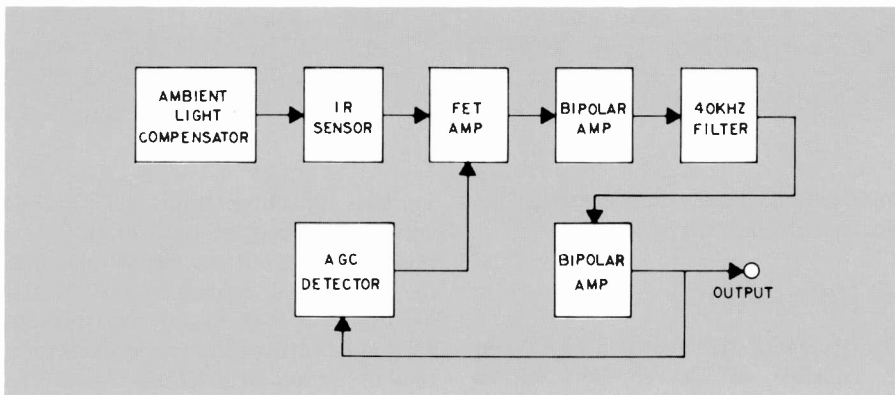 AMBIENT
LIGHT
COMPENSATOR
IR
SENSOR
FET
AMP
BIPOLAR
AMP
40KHZ
FILTER
AGC
DETECTOR
BIPOLAR
AMP
OUTPUT